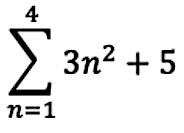 4
∑ 3n² + 5
n=1